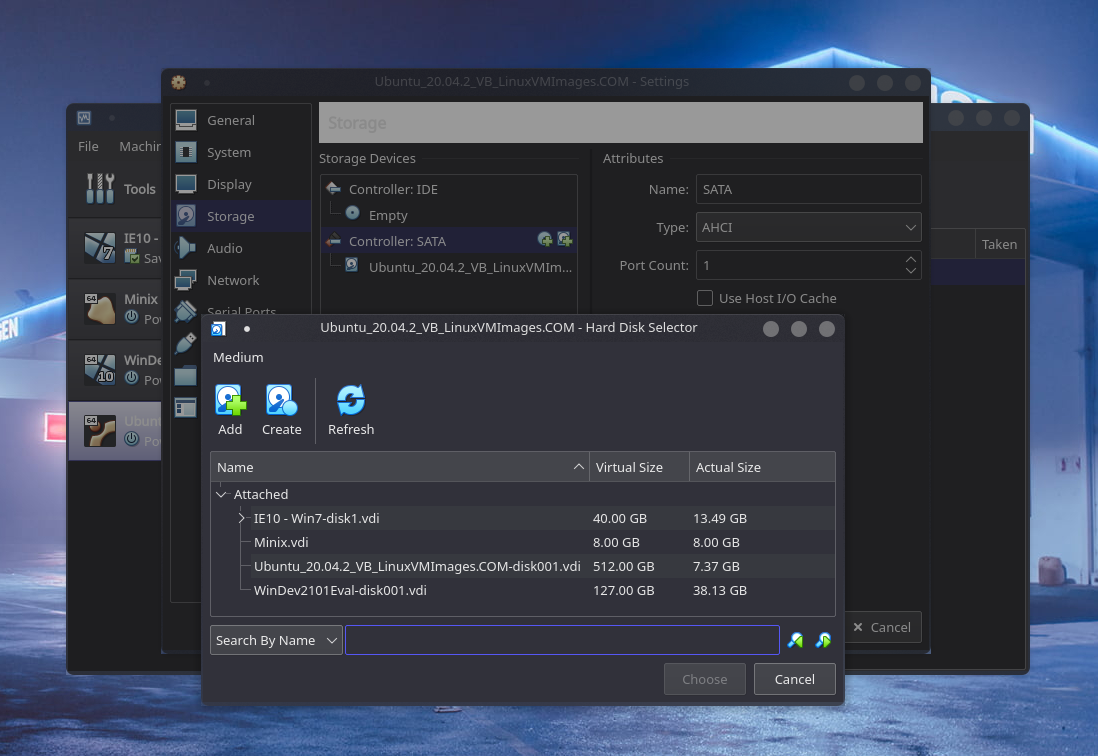 Ubuntu_20.04.2_VB_LinuxVMImages.COM - Settings
File
Machin
Tools
IE10 -
Sav
64
Minix
Pow
64
WinDe
Pow
64
Ubuntu
Pow
Taken
General
System
Display
Storage
Audio
Network
Serial Ports
Storage
Storage Devices
Controller: IDE
Empty
Controller: SATA
Ubuntu_20.04.2_VB_LinuxVMIm...
Attributes
Name: SATA
Type: AHCI
Port Count: 1
Use Host I/O Cache
Cancel
Ubuntu_20.04.2_VB_LinuxVMImages.COM - Hard Disk Selector
Medium
Add Create Refresh
Name Virtual Size Actual Size
Attached
IE10 - Win7-disk1.vdi 40.00 GB 13.49 GB
Minix.vdi 8.00 GB 8.00 GB
Ubuntu_20.04.2_VB_LinuxVMImages.COM-disk001.vdi 512.00 GB 7.37 GB
WinDev2101Eval-disk001.vdi 127.00 GB 38.13 GB
Search By Name
Choose Cancel